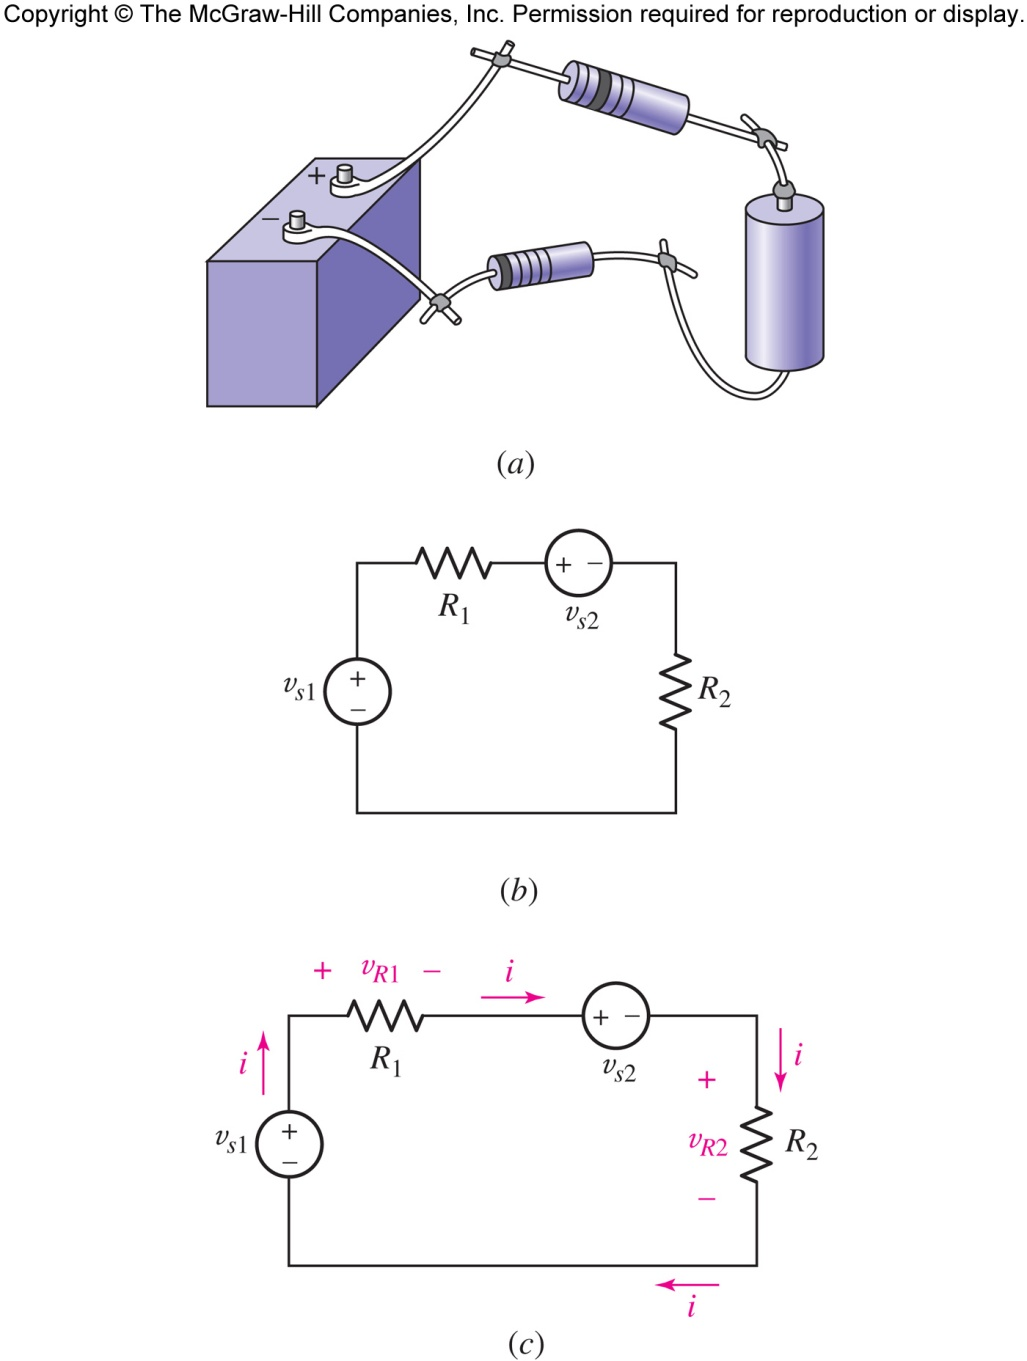 Copyright © The McGraw-Hill Companies, Inc. Permission required for reproduction or display.
+
−
(a)
+ −
R1
vs2
vs1
+
−
R2
(b)
+ vR1 − i
+ −
i
R1
vs2
i
+
vs1
+
−
vR2
R2
−
i
(c)